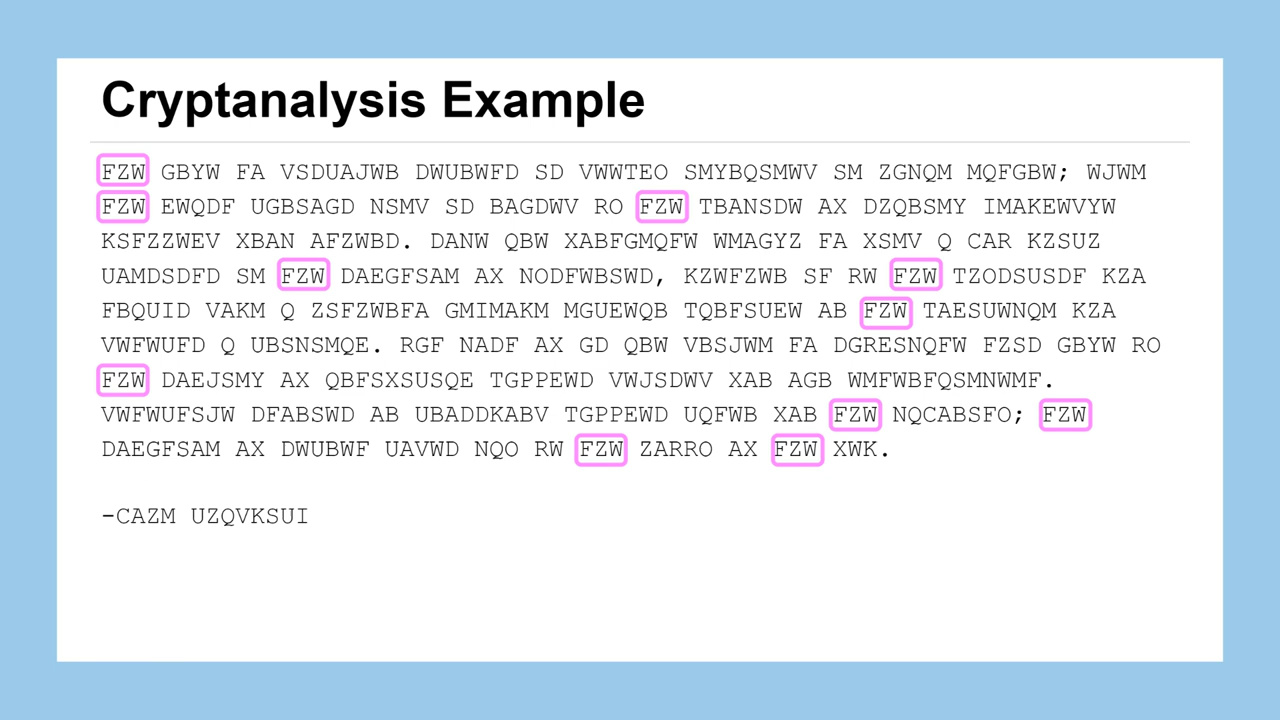 Cryptanalysis Example
FZW GBYW FA VSDUAJWB DWUBWFD SD VWWTEO SMYBQSMWV SM ZGNQM MQFGBW; WJWM
FZW EWQDF UGBSAGD NSMV SD BAGDWV RO FZW TBANSDW AX DZQBSMY IMAKEWVYW
KSFZZWEV XBAN AFZWBD. DANW QBW XABFGMQFW WMAGYZ FA XSMV Q CAR KZSUZ
UAMDSDFD SM FZW DAEGFSAM AX NODFWBSWD, KZWFZWB SF RW FZW TZODSUSDF KZA
FBQUID VAKM Q ZSFZWBFA GMIMAKM MGUEWQB TQBFSUEW AB FZW TAESUWNQM KZA
VWFWUFD Q UBSNSMQE. RGF NADF AX GD QBW VBSJWM FA DGRESNQFW FZSD GBYW RO
FZW DAEJSMY AX QBFSXSUSQE TGPPEWD VWJSDWV XAB AGB WMFWBFQSMNWMF.
VWFWUFSJW DFABSWD AB UBADDKABV TGPPEWD UQFWB XAB FZW NQCABSFO; FZW
DAEGFSAM AX DWUBWF UAVWD NQO RW FZW ZARRO AX FZW XWK.
-CAZM UZQVKSUI